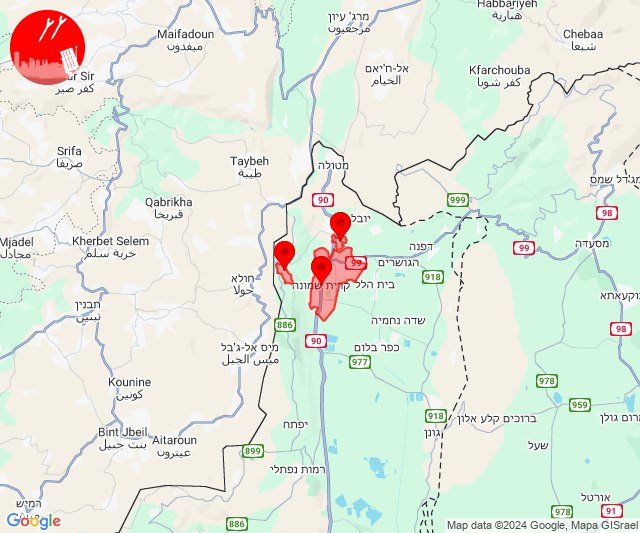 Habbariyeh
هبارية
Maifadoun
ميفدون
מרג' עיון
مرجعيون
Chebaa
شبعا
אל-ח'יאם
الخيام
Kfarchouba
كفر شوبا
كفر صير
Srifa
صريفا
Taybeh
طيبة
מטולה
מג'דל שמס
Qabrikha
قبريخا
90
999
98
יובל
Mjadel
مجادل
Kherbet Selem
خربة سلم
דפנה
99
מסעדה
99
הגושרים
חולא
حولا
918
קרית שמונה
בית הלל
98
בוקעאתא
תבנין
تبنين
886
שדה נחמיה
98
90
מיס אל-ג'בל
ميس الجبل
כפר בלום
977
Kounine
كونين
978
978
959
918
ברוכים קלע אלון
מרום גולן
Bint Jbeil
بنت جبيل
Aitaroun
عيترون
יפתח
גונן
שעל
899
רמות נפתלי
978
אורטל
91
886
98
Google
Map data ©2024 Google, Mapa GISrael